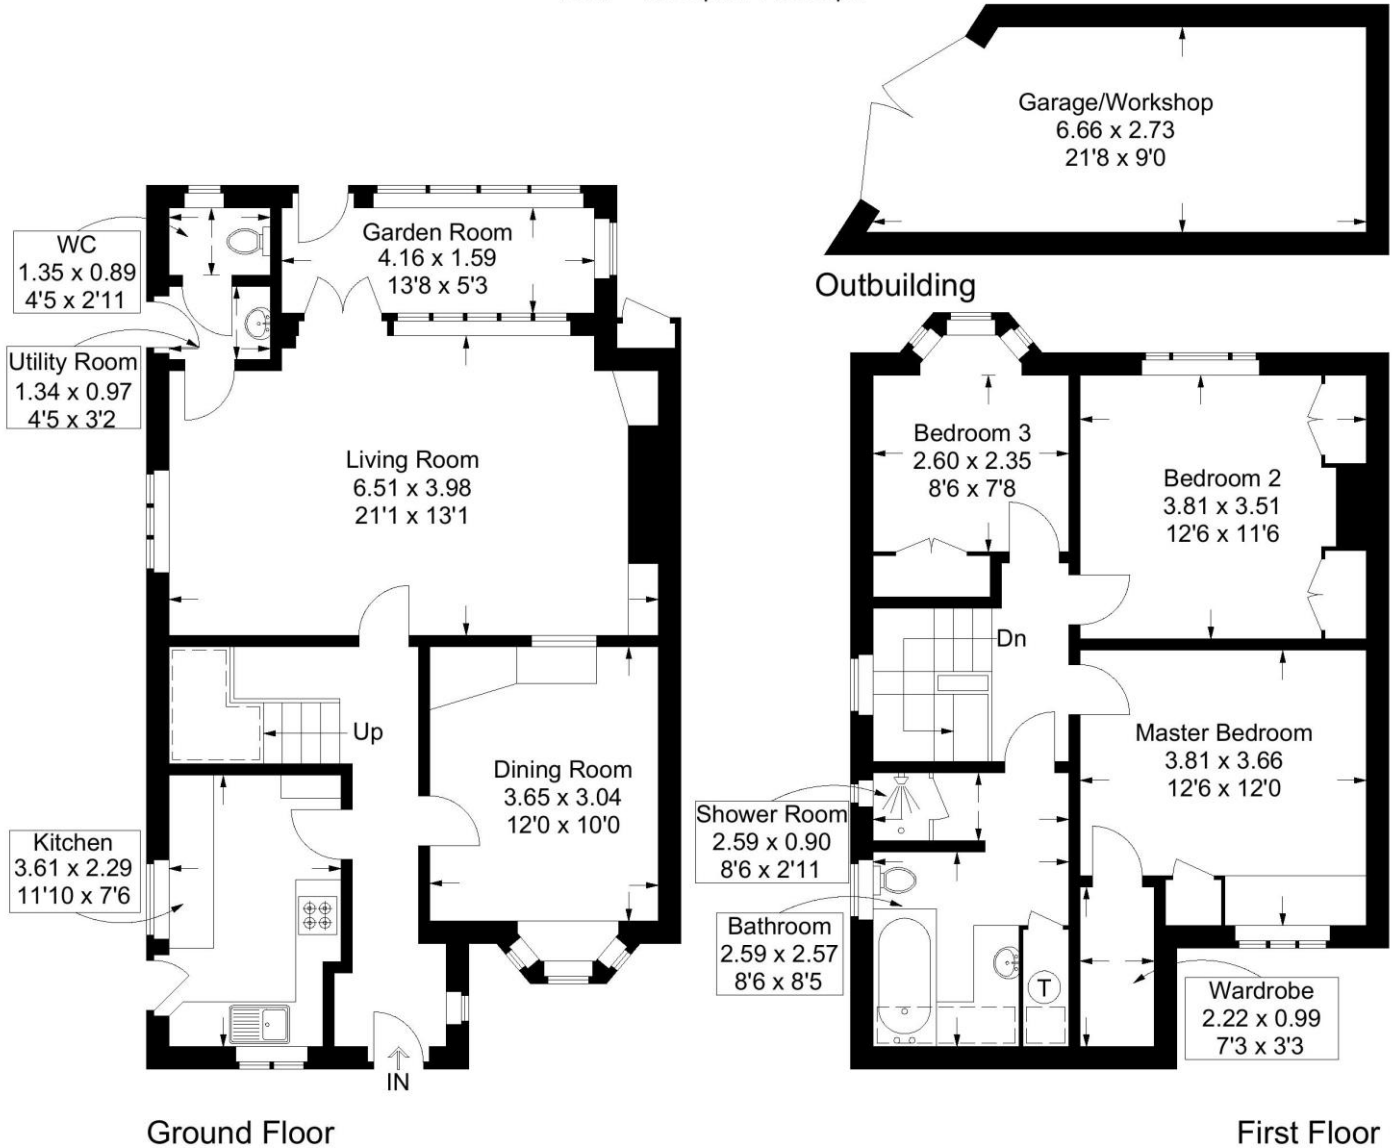 Garage/Workshop
6.66 x 2.73
21'8 x 9'0
Outbuilding
WC
1.35 x 0.89
4'5 x 2'11
Garden Room
4.16 x 1.59
13'8 x 5'3
Utility Room
1.34 x 0.97
4'5 x 3'2
Living Room
6.51 x 3.98
21'1 x 13'1
Up
Dining Room
3.65 x 3.04
12'0 x 10'0
Kitchen
3.61 x 2.29
11'10 x 7'6
IN
Ground Floor
Bedroom 3
2.60 x 2.35
8'6 x 7'8
Bedroom 2
3.81 x 3.51
12'6 x 11'6
Dn
Master Bedroom
3.81 x 3.66
12'6 x 12'0
Shower Room
2.59 x 0.90
8'6 x 2'11
Bathroom
2.59 x 2.57
8'6 x 8'5
T
Wardrobe
2.22 x 0.99
7'3 x 3'3
First Floor